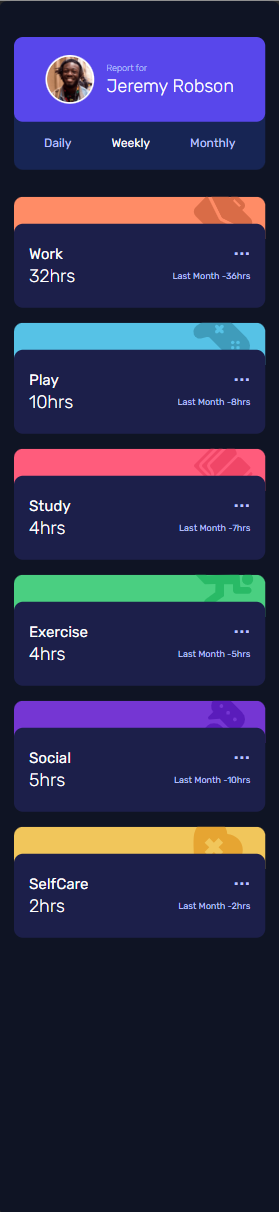 Report for
Jeremy Robson
Daily Weekly Monthly
Work ...
32hrs Last Month -36hrs
Play ...
10hrs Last Month -8hrs
Study ...
4hrs Last Month -7hrs
Exercise ...
4hrs Last Month -5hrs
Social ...
5hrs Last Month -10hrs
SelfCare ...
2hrs Last Month -2hrs